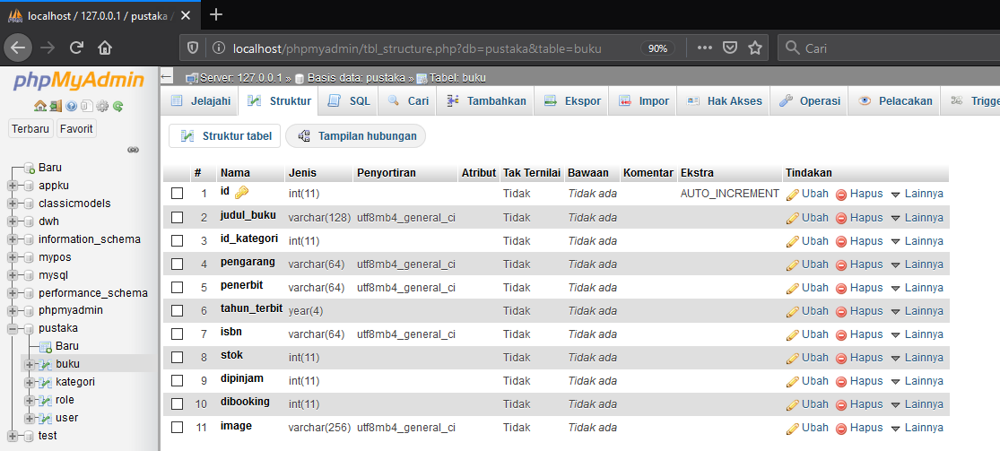 localhost / 127.0.0.1 / pustaka /
localhost/phpmyadmin/tbl_structure.php?db=pustaka&table=buku 90% Cari
phpMyAdmin
Terbaru Favorit
Baru
appku
classicmodels
dwh
information_schema
mypos
mysql
performance_schema
phpmyadmin
pustaka
Baru
buku
kategori
role
user
test
Server: 127.0.0.1 » Basis data: pustaka » Tabel: buku
Jelajahi Struktur SQL Cari Tambahkan Ekspor Impor Hak Akses Operasi Pelacakan Trigge
Struktur tabel Tampilan hubungan
# Nama Jenis Penyortiran Atribut Tak Ternilai Bawaan Komentar Ekstra Tindakan
1 id int(11) Tidak Tidak ada AUTO_INCREMENT Ubah Hapus Lainnya
2 judul_buku varchar(128) utf8mb4_general_ci Tidak Tidak ada Ubah Hapus Lainnya
3 id_kategori int(11) Tidak Tidak ada Ubah Hapus Lainnya
4 pengarang varchar(64) utf8mb4_general_ci Tidak Tidak ada Ubah Hapus Lainnya
5 penerbit varchar(64) utf8mb4_general_ci Tidak Tidak ada Ubah Hapus Lainnya
6 tahun_terbit year(4) Tidak Tidak ada Ubah Hapus Lainnya
7 isbn varchar(64) utf8mb4_general_ci Tidak Tidak ada Ubah Hapus Lainnya
8 stok int(11) Tidak Tidak ada Ubah Hapus Lainnya
9 dipinjam int(11) Tidak Tidak ada Ubah Hapus Lainnya
10 dibooking int(11) Tidak Tidak ada Ubah Hapus Lainnya
11 image varchar(256) utf8mb4_general_ci Tidak Tidak ada Ubah Hapus Lainnya